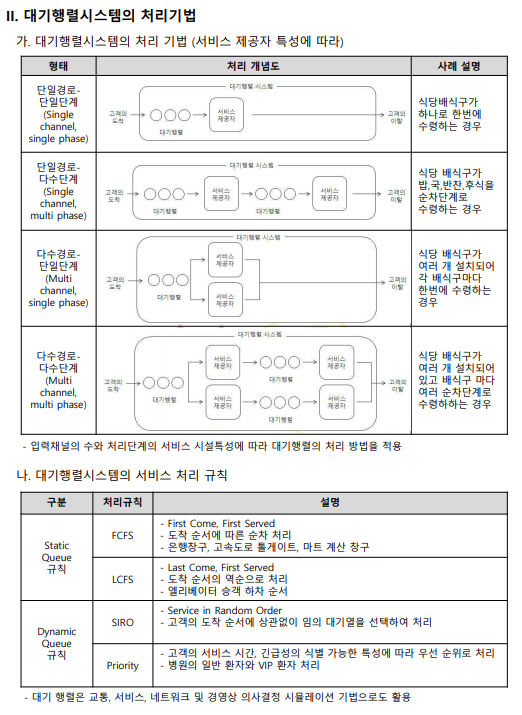 II. 대기행렬시스템의 처리기법
가. 대기행렬시스템의 처리 기법 (서비스 제공자 특성에 따라)
형태
처리 개념도
사례 설명
단일경로-
단일단계
(Single
channel,
single phase)
대기행렬 시스템
고객의
도착
대기행렬
서비스
제공자
고객의
이탈
식당배식구가
하나로 한번에
수령하는 경우
단일경로-
다수단계
(Single
channel,
multi phase)
대기행렬 시스템
고객의
도착
대기행렬
서비스
제공자
대기행렬
서비스
제공자
고객의
이탈
식당 배식구가
밥,국,반찬,후식을
순차단계로
수령하는 경우
다수경로-
단일단계
(Multi
channel,
single phase)
대기행렬 시스템
고객의
도착
대기행렬
서비스
제공자
서비스
제공자
고객의
이탈
식당 배식구가
여러 개 설치되어
각 배식구마다
한번에 수령하는
경우
다수경로-
다수단계
(Multi
channel,
multi phase)
대기행렬 시스템
고객의
도착
대기행렬
서비스
제공자
대기행렬
서비스
제공자
서비스
제공자
대기행렬
서비스
제공자
고객의
이탈
식당 배식구가
여러 개 설치되어
있고 배식구 마다
여러 순차단계로
수령하하는 경우
- 입력채널의 수와 처리단계의 서비스 시설특성에 따라 대기행렬의 처리 방법을 적용
나. 대기행렬시스템의 서비스 처리 규칙
구분
처리규칙
설명
Static
Queue
규칙
FCFS
- First Come, First Served
- 도착 순서에 따른 순차 처리
- 은행창구, 고속도로 톨게이트, 마트 계산 창구
LCFS
- Last Come, First Served
- 도착 순서의 역순으로 처리
- 엘리베이터 승객 하차 순서
Dynamic
Queue
규칙
SIRO
- Service in Random Order
- 고객의 도착 순서에 상관없이 임의 대기열을 선택하여 처리
Priority
- 고객의 서비스 시간, 긴급성의 식별 가능한 특성에 따라 우선 순위로 처리
- 병원의 일반 환자와 VIP 환자 처리
- 대기 행렬은 교통, 서비스, 네트워크 및 경영상 의사결정 시뮬레이션 기법으로도 활용